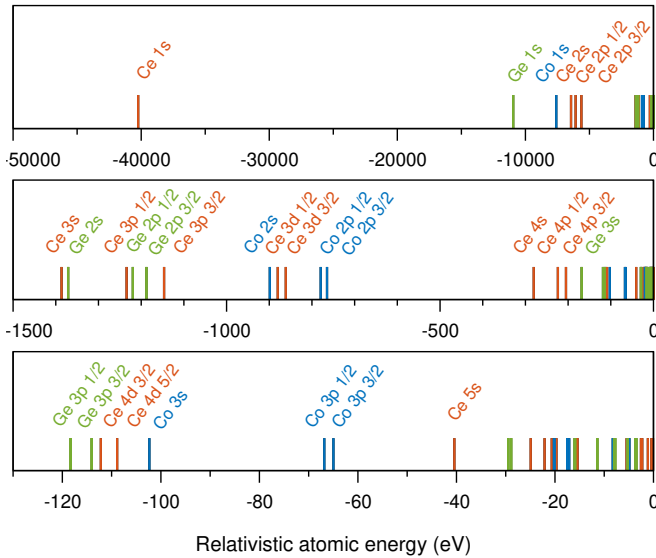 Ce 1s
Ge 1s
Co 1s
Ce 2s
Ce 2p 1/2
Ce 2p 3/2
-50000 -40000 -30000 -20000 -10000 0
Ce 3s
Ge 2s
Ce 3p 1/2
Ge 2p 1/2
Ge 2p 3/2
Ce 3p 3/2
Co 2s
Ce 3d 1/2
Ce 3d 3/2
Co 2p 1/2
Co 2p 3/2
Ce 4s
Ce 4p 1/2
Ce 4p 3/2
Ge 3s
-1500 -1000 -500 0
Ge 3p 1/2
Ge 3p 3/2
Ce 4d 3/2
Ce 4d 5/2
Co 3s
Co 3p 1/2
Co 3p 3/2
Ce 5s
-120 -100 -80 -60 -40 -20 0
Relativistic atomic energy (eV)